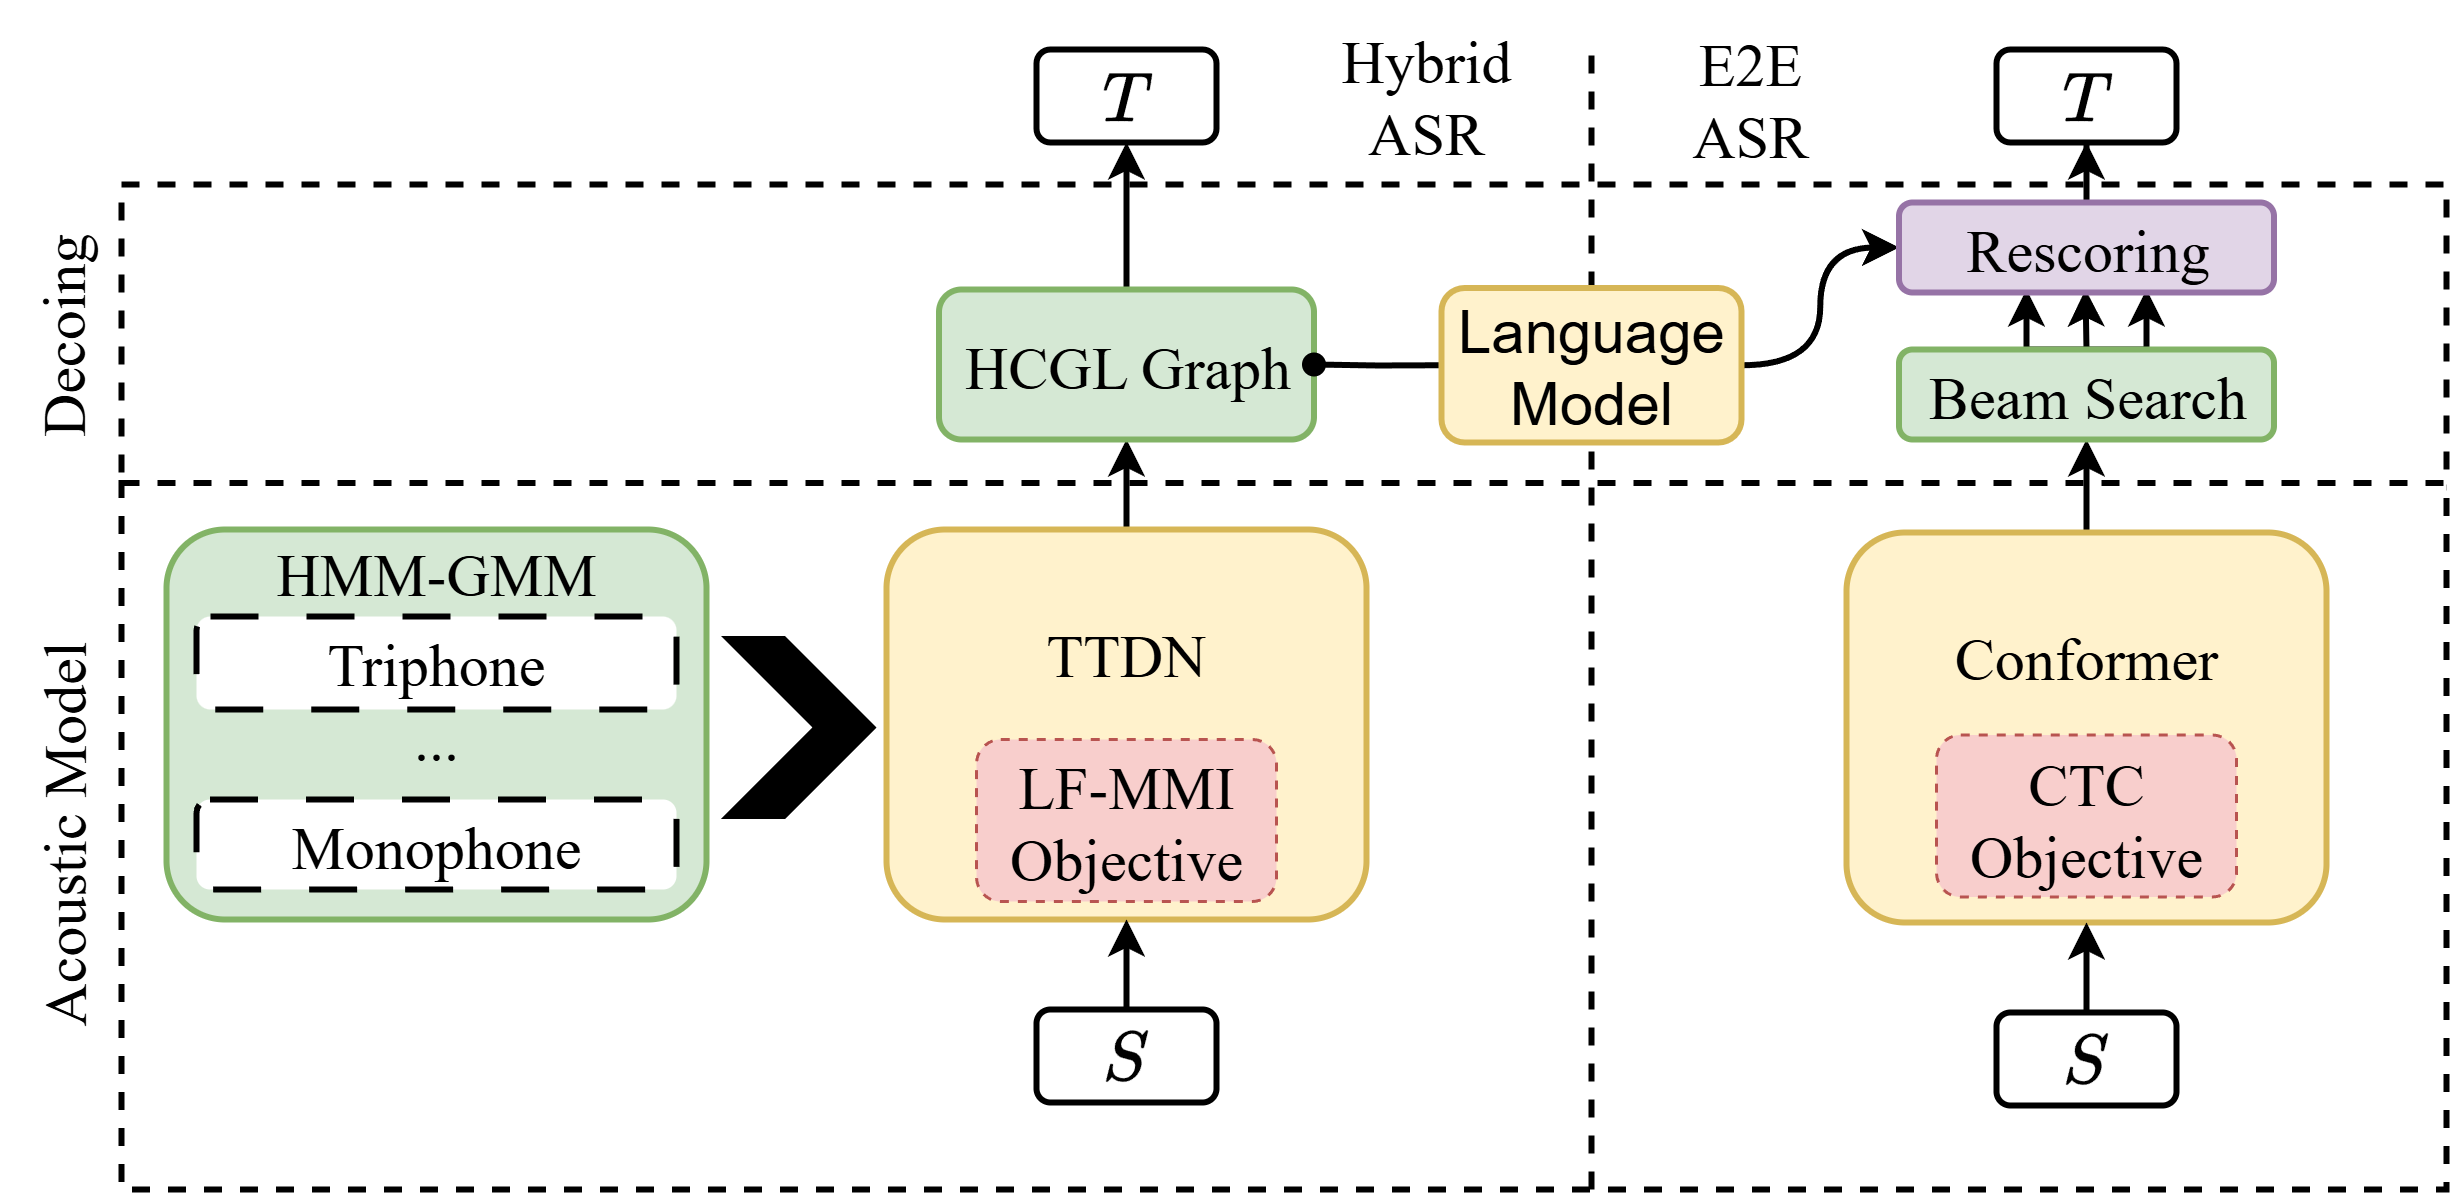 Hybrid
ASR
E2E
ASR
T
T
Decoing
HCGL Graph
Language
Model
Rescoring
Beam Search
Acoustic Model
HMM-GMM
Triphone
...
Monophone
TTDN
LF-MMI
Objective
Conformer
CTC
Objective
S
S